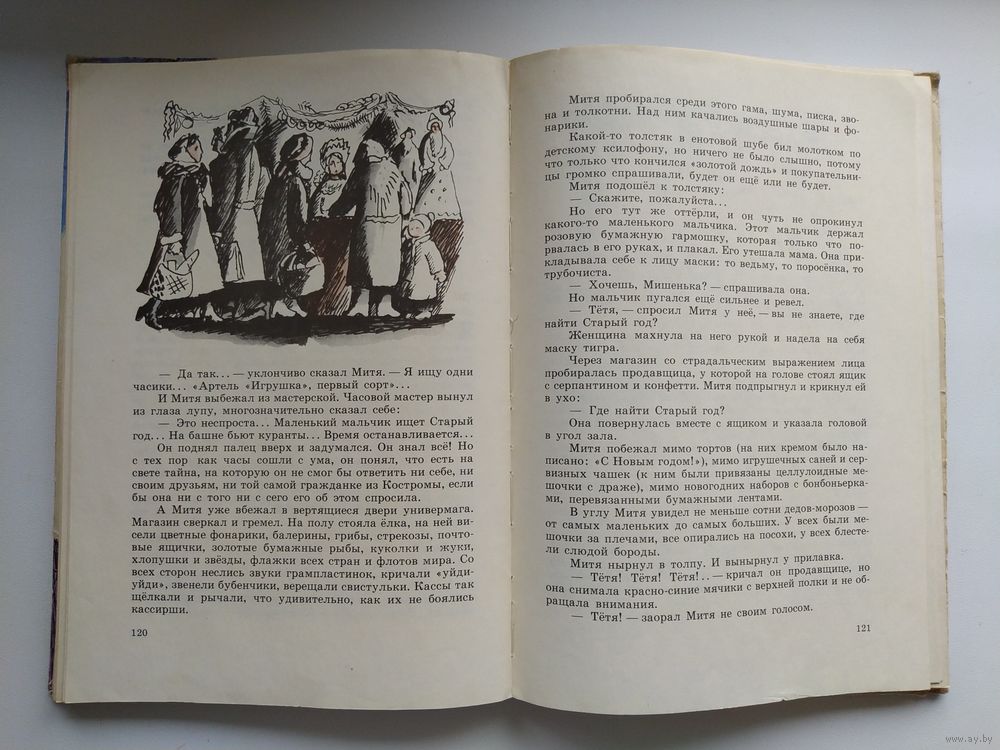 — Да так... — уклончиво сказал Митя. — Я ищу одни
часики... «Артель «Игрушка», первый сорт»...
И Митя выбежал из мастерской. Часовой мастер вынул
из глаза лупу, многозначительно сказал себе:
— Это неспроста... Маленький мальчик ищет Старый
год... На башне бьют куранты... Время останавливается...
Он поднял палец вверх и задумался. Он знал всё! Но
с тех пор как часы сошли с ума, он понял, что есть на
свете тайна, на которую он не смог бы ответить ни себе, ни
своим друзьям, ни той самой гражданке из Костромы, если
бы она ни с того ни с сего его об этом спросила.
А Митя уже вбежал в вертящиеся двери универмага.
Магазин сверкал и гремел. На полу стояла ёлка, на ней ви-
сели цветные фонарики, балерины, грибы, стрекозы, почто-
вые ящички, золотые бумажные рыбы, куколки и жуки,
хлопушки и звёзды, флажки всех стран и флотов мира. Со
всех сторон неслись звуки грампластинок, кричали «уйди-
уйди», звенели бубенчики, верещали свистульки. Кассы так
щёлкали и рычали, что удивительно, как их не боялись
кассирши.
120
Митя пробирался среди этого гама, шума, писка, зво-
на и толкотни. Над ним качались воздушные шары и фо-
нарики.
Какой-то толстяк в енотовой шубе бил молотком по
детскому ксилофону, но ничего не было слышно, потому
что только что кончился «золотой дождь» и покупательни-
цы громко спрашивали, будет он ещё или не будет.
Митя подошёл к толстяку:
— Скажите, пожалуйста...
Но его тут же оттёрли, и он чуть не опрокинул
какого-то маленького мальчика. Этот мальчик держал
розовую бумажную гармошку, которая только что по-
рвалась в его руках, и плакал. Его утешала мама. Она при-
кладывала себе к лицу маски: то ведьму, то поросёнка, то
трубочиста.
— Хочешь, Мишенька? — спрашивала она.
Но мальчик пугался ещё сильнее и ревел.
— Тётя, — спросил Митя у неё, — вы не знаете, где
найти Старый год?
Женщина махнула на него рукой и надела на себя
маску тигра.
Через магазин со страдальческим выражением лица
пробиралась продавщица, у которой на голове стоял ящик
с серпантином и конфетти. Митя подпрыгнул и крикнул ей
в ухо:
— Где найти Старый год?
Она повернулась вместе с ящиком и указала головой
в угол зала.
Митя побежал мимо тортов (на них кремом было на-
писано: «С Новым годом!»), мимо игрушечных саней и сер-
визных чашек (к ним были привязаны целлулоидные ме-
шочки с драже), мимо новогодних наборов с бонбоньерка-
ми, перевязанными бумажными лентами.
В углу Митя увидел не меньше сотни дедов-морозов —
от самых маленьких до самых больших. У всех были ме-
шочки за плечами, все опирались на посохи, у всех блесте-
ли слюдой бороды.
Митя нырнул в толпу. И вынырнул у прилавка.
— Тётя! Тётя! Тётя!.. — кричал он продавщице, но
она снимала красно-синие мячики с верхней полки и не об-
ращала внимания.
— Тётя! — заорал Митя не своим голосом.
121
www.ay.by